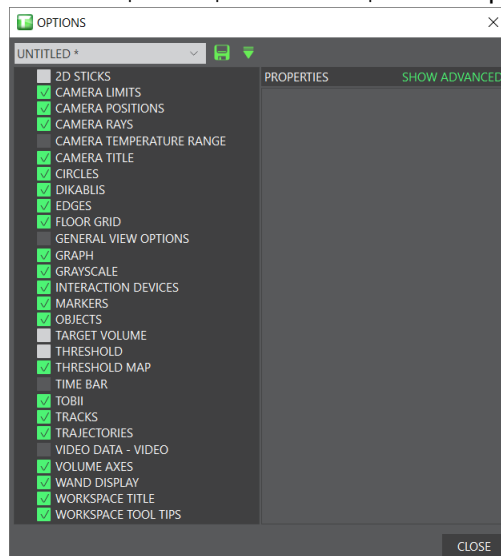 OPTIONS
UNTITLED *
2D STICKS
CAMERA LIMITS
CAMERA POSITIONS
CAMERA RAYS
CAMERA TEMPERATURE RANGE
CAMERA TITLE
CIRCLES
DIKABLIS
EDGES
FLOOR GRID
GENERAL VIEW OPTIONS
GRAPH
GRAYSCALE
INTERACTION DEVICES
MARKERS
OBJECTS
TARGET VOLUME
THRESHOLD
THRESHOLD MAP
TIME BAR
TOBII
TRACKS
TRAJECTORIES
VIDEO DATA - VIDEO
VOLUME AXES
WAND DISPLAY
WORKSPACE TITLE
WORKSPACE TOOL TIPS
PROPERTIES SHOW ADVANCED
CLOSE